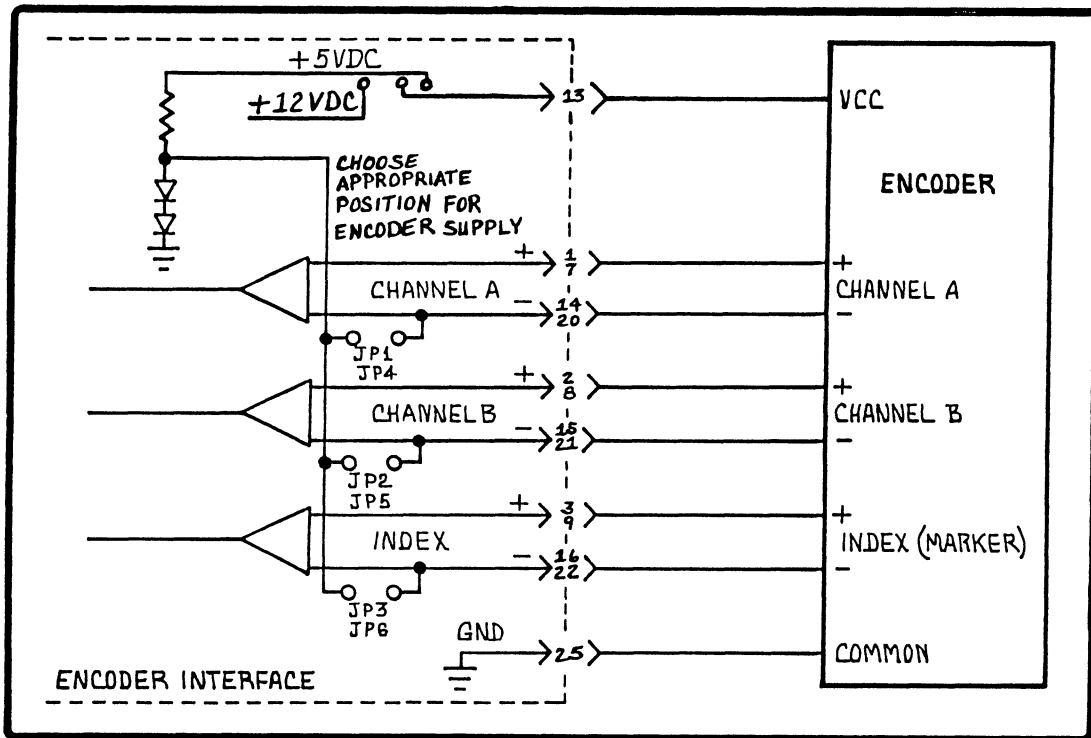 +5VDC
+12VDC
13
VCC
CHOOSE
APPROPRIATE
POSITION FOR
ENCODER SUPPLY
ENCODER
+
1
7
+
CHANNEL A
CHANNEL A
-
14
20
-
JP1
JP4
+
2
8
+
CHANNEL B
CHANNEL B
-
15
21
-
JP2
JP5
+
3
9
+
INDEX
INDEX (MARKER)
-
16
22
-
JP3
JP6
GND
25
COMMON
ENCODER INTERFACE